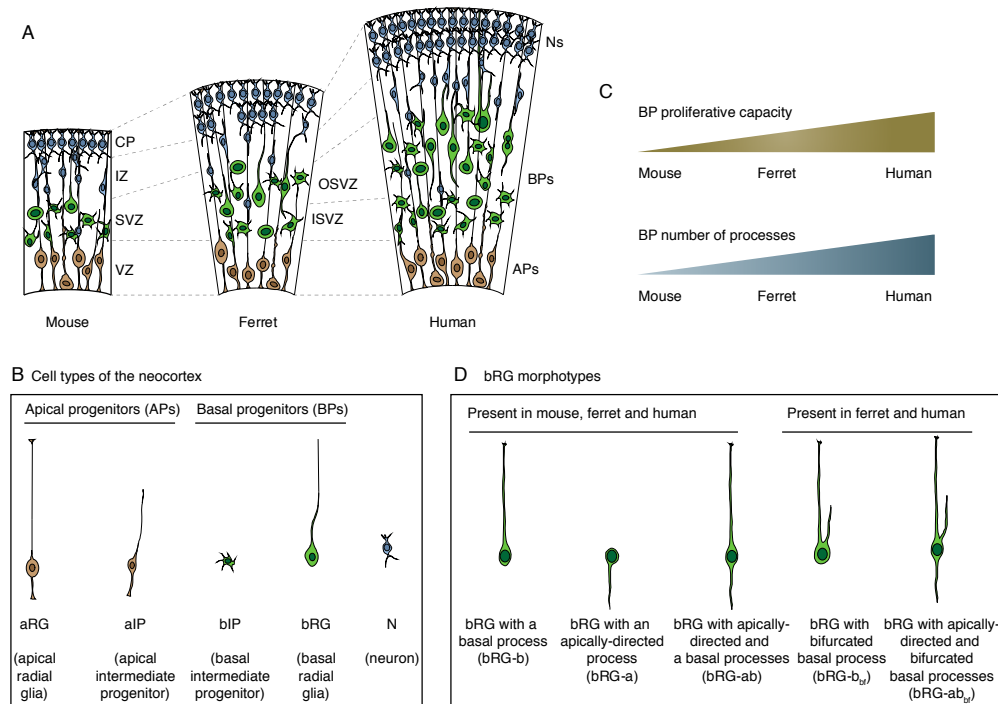 A
Ns
CP
IZ
SVZ
VZ
OSVZ
ISVZ
BPs
APs
Mouse
Ferret
Human
C
BP proliferative capacity
Mouse
Ferret
Human
BP number of processes
Mouse
Ferret
Human
B Cell types of the neocortex
Apical progenitors (APs)
Basal progenitors (BPs)
aRG
(apical
radial
glia)
aIP
(apical
intermediate
progenitor)
bIP
(basal
intermediate
progenitor)
bRG
(basal
radial
glia)
N
(neuron)
D bRG morphotypes
Present in mouse, ferret and human
Present in ferret and human
bRG with a
basal process
(bRG-b)
bRG with an
apically-directed
process
(bRG-a)
bRG with apically-
directed and
a basal processes
(bRG-ab)
bRG with
bifurcated
basal process
(bRG-bbf)
bRG with apically-
directed and
bifurcated
basal processes
(bRG-abbf)